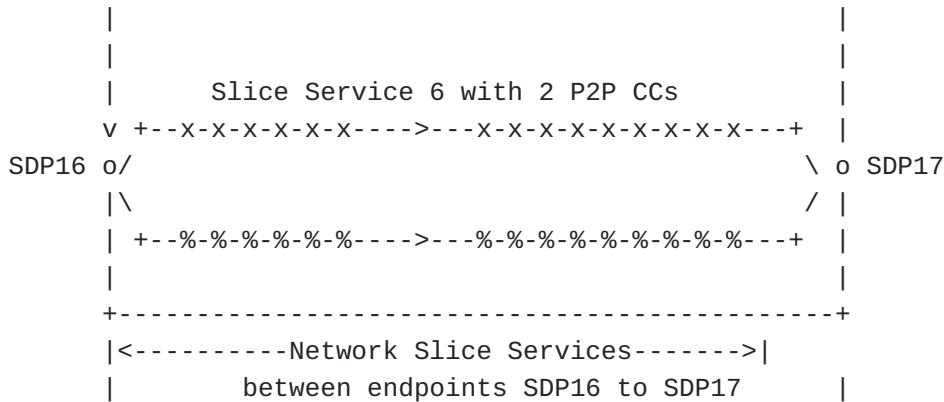 |                                              |
|                                              |
|      Slice Service 6 with 2 P2P CCs          |
v +--x-x-x-x-x-x---->---x-x-x-x-x-x-x-x-x---+  |
SDP16 o/                                           \ o SDP17
|\                                           / |
| +--%-%-%-%-%-%---->---%-%-%-%-%-%-%-%-%---+  |
|                                              |
+----------------------------------------------+
|<----------Network Slice Services------->|
|        between endpoints SDP16 to SDP17      |